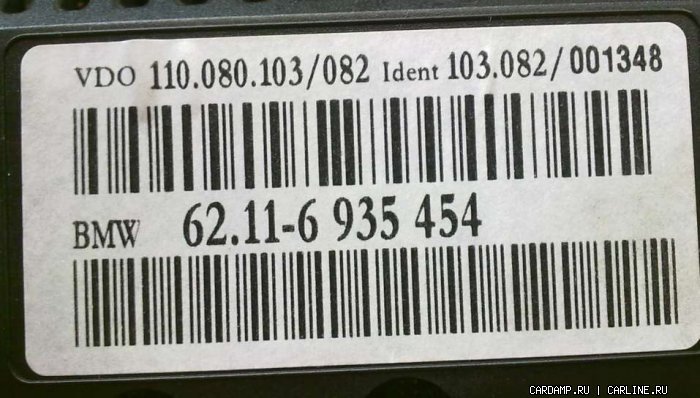 VDO 110.080.103/082 Ident 103.082/001348
BMW 62.11-6 935 454
CARDAMP.RU | CARLINE.RU